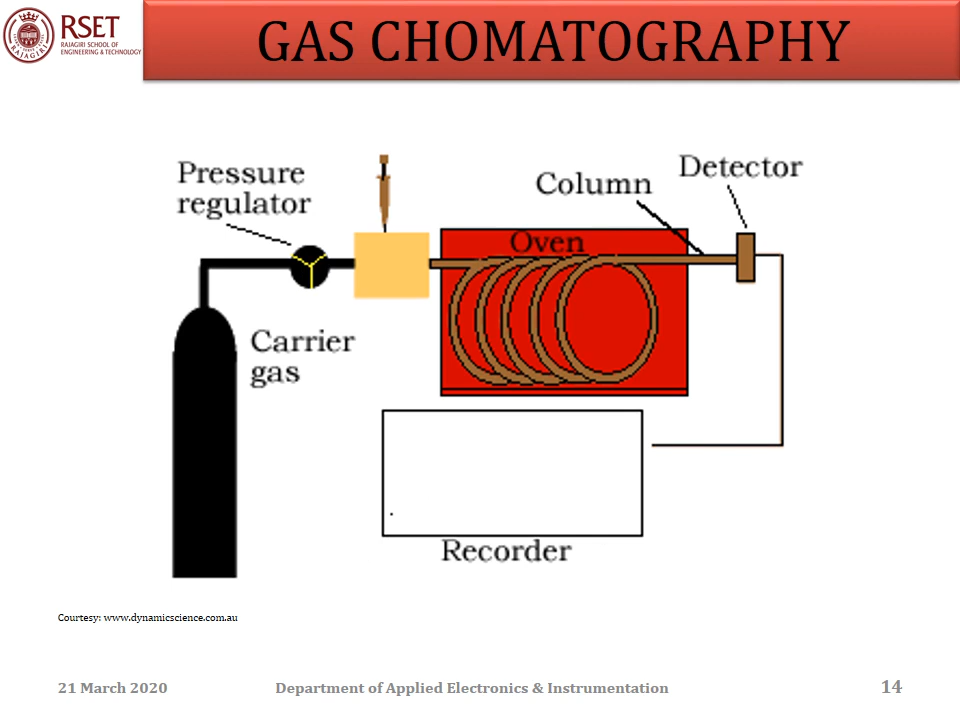 RSET
RAJAGIRI SCHOOL OF
ENGINEERING & TECHNOLOGY
RAJAGIRI
GAS CHOMATOGRAPHY
Pressure
regulator
Column
Detector
Oven
Carrier
gas
Recorder
Courtesy: www.dynamicscience.com.au
21 March 2020
Department of Applied Electronics & Instrumentation
14